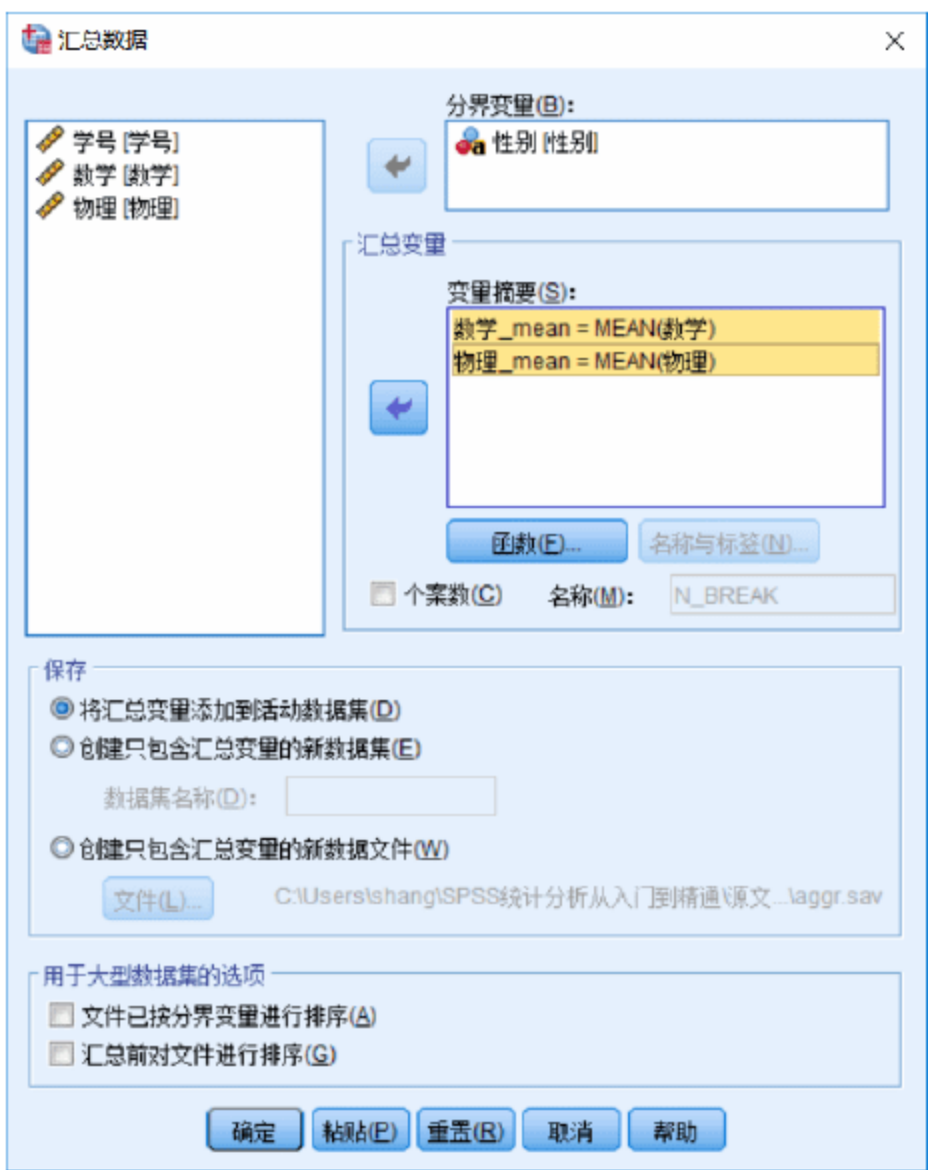 汇总数据
分界变量(B):
学号 [学号]
数学 [数学]
物理 [物理]
性别 [性别]
汇总变量
变量摘要(S):
数学_mean = MEAN(数学)
物理_mean = MEAN(物理)
函数(F)...
名称与标签(N)...
个案数(C)
名称(M):
N_BREAK
保存
将汇总变量添加到活动数据集(D)
创建只包含汇总变量的新数据集(E)
数据集名称(D):
创建只包含汇总变量的新数据文件(W)
文件(L)...
C:\Users\shang\SPSS统计分析从入门到精通\源文...\aggr.sav
用于大型数据集的选项
文件已按分界变量进行排序(A)
汇总前对文件进行排序(G)
确定
粘贴(P)
重置(R)
取消
帮助